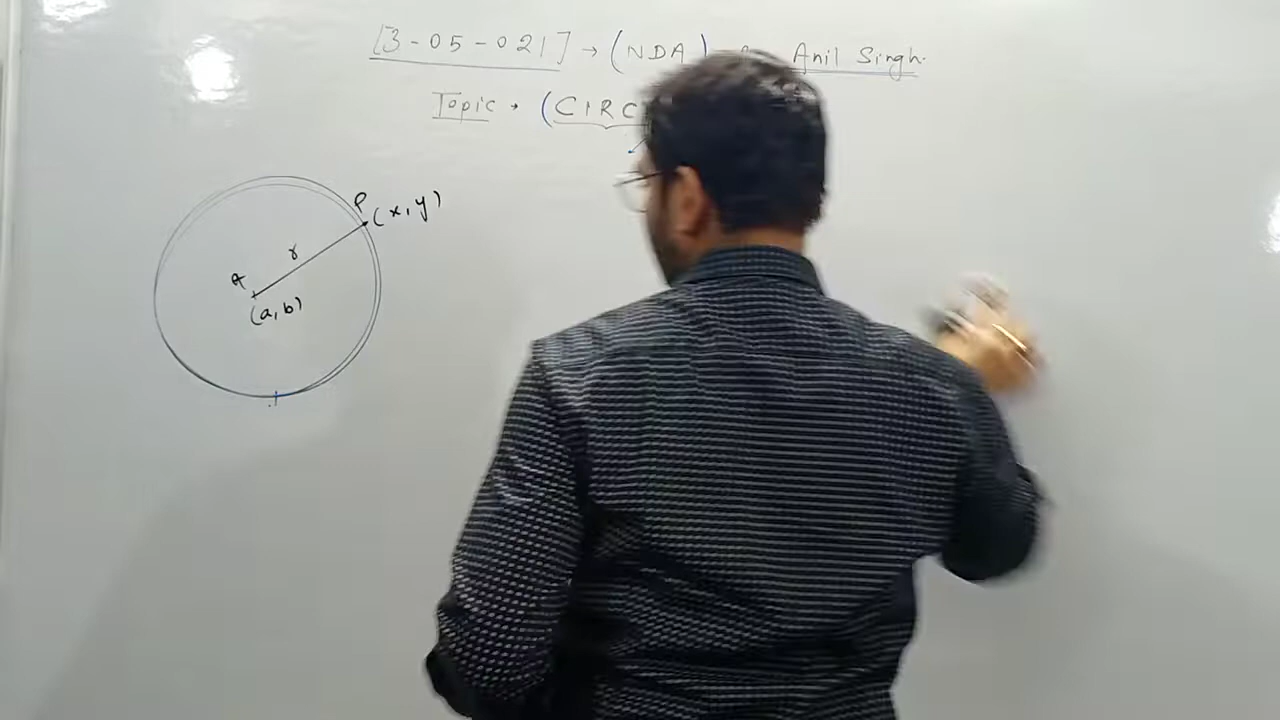 [3-05-021] → (NDA) Anil Singh.
Topic → (CIRC
P
(x, y)
r
A
(a, b)